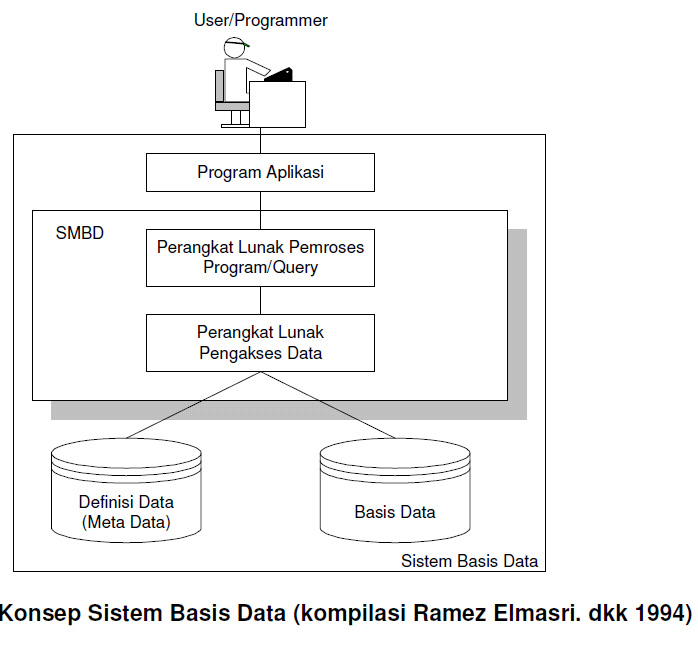 User/Programmer
Program Aplikasi
SMBD
Perangkat Lunak Pemroses
Program/Query
Perangkat Lunak
Pengakses Data
Definisi Data
(Meta Data)
Basis Data
Sistem Basis Data
Konsep Sistem Basis Data (kompilasi Ramez Elmasri. dkk 1994)